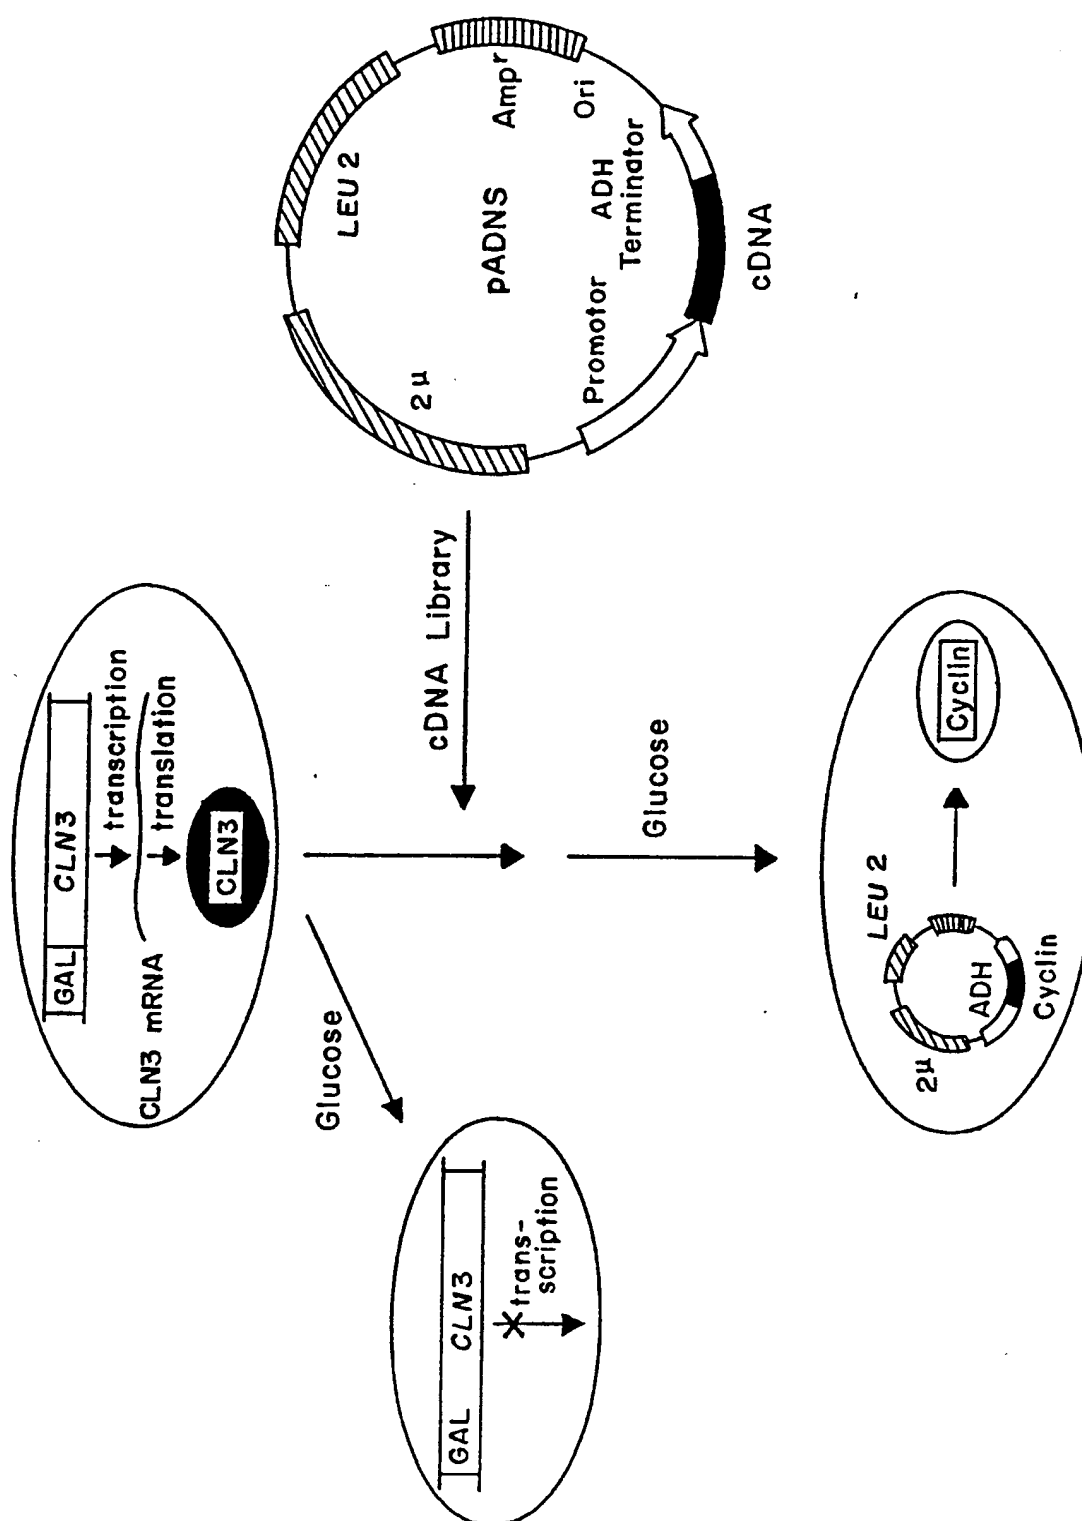 GAL CLN3
transcription
CLN3 mRNA
translation
CLN3
Glucose
GAL CLN3
trans-
scription
cDNA Library
Glucose
LEU 2
2μ
ADH
Cyclin
Cyclin
LEU 2
Ampr
Ori
2μ
pADNS
Promotor
ADH
Terminator
cDNA